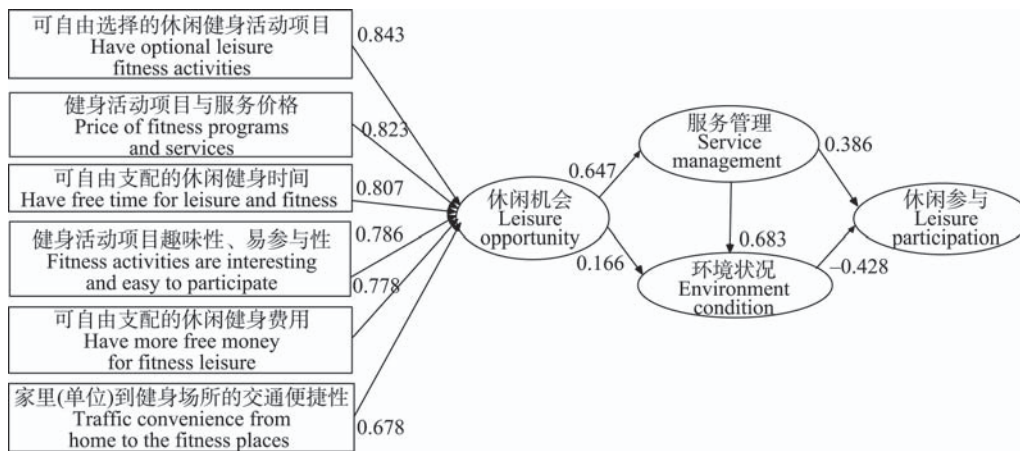 可自由选择的休闲健身活动项目
Have optional leisure
fitness activities
0.843
健身活动项目与服务价格
Price of fitness programs
and services
0.823
可自由支配的休闲健身时间
Have free time for leisure and fitness
0.807
健身活动项目趣味性、易参与性
Fitness activities are interesting
and easy to participate
0.786
可自由支配的休闲健身费用
Have more free money
for fitness leisure
0.778
家里(单位)到健身场所的交通便捷性
Traffic convenience from
home to the fitness places
0.678
休闲机会
Leisure
opportunity
0.647
0.166
服务管理
Service
management
0.386
0.683
环境状况
Environment
condition
–0.428
休闲参与
Leisure
participation